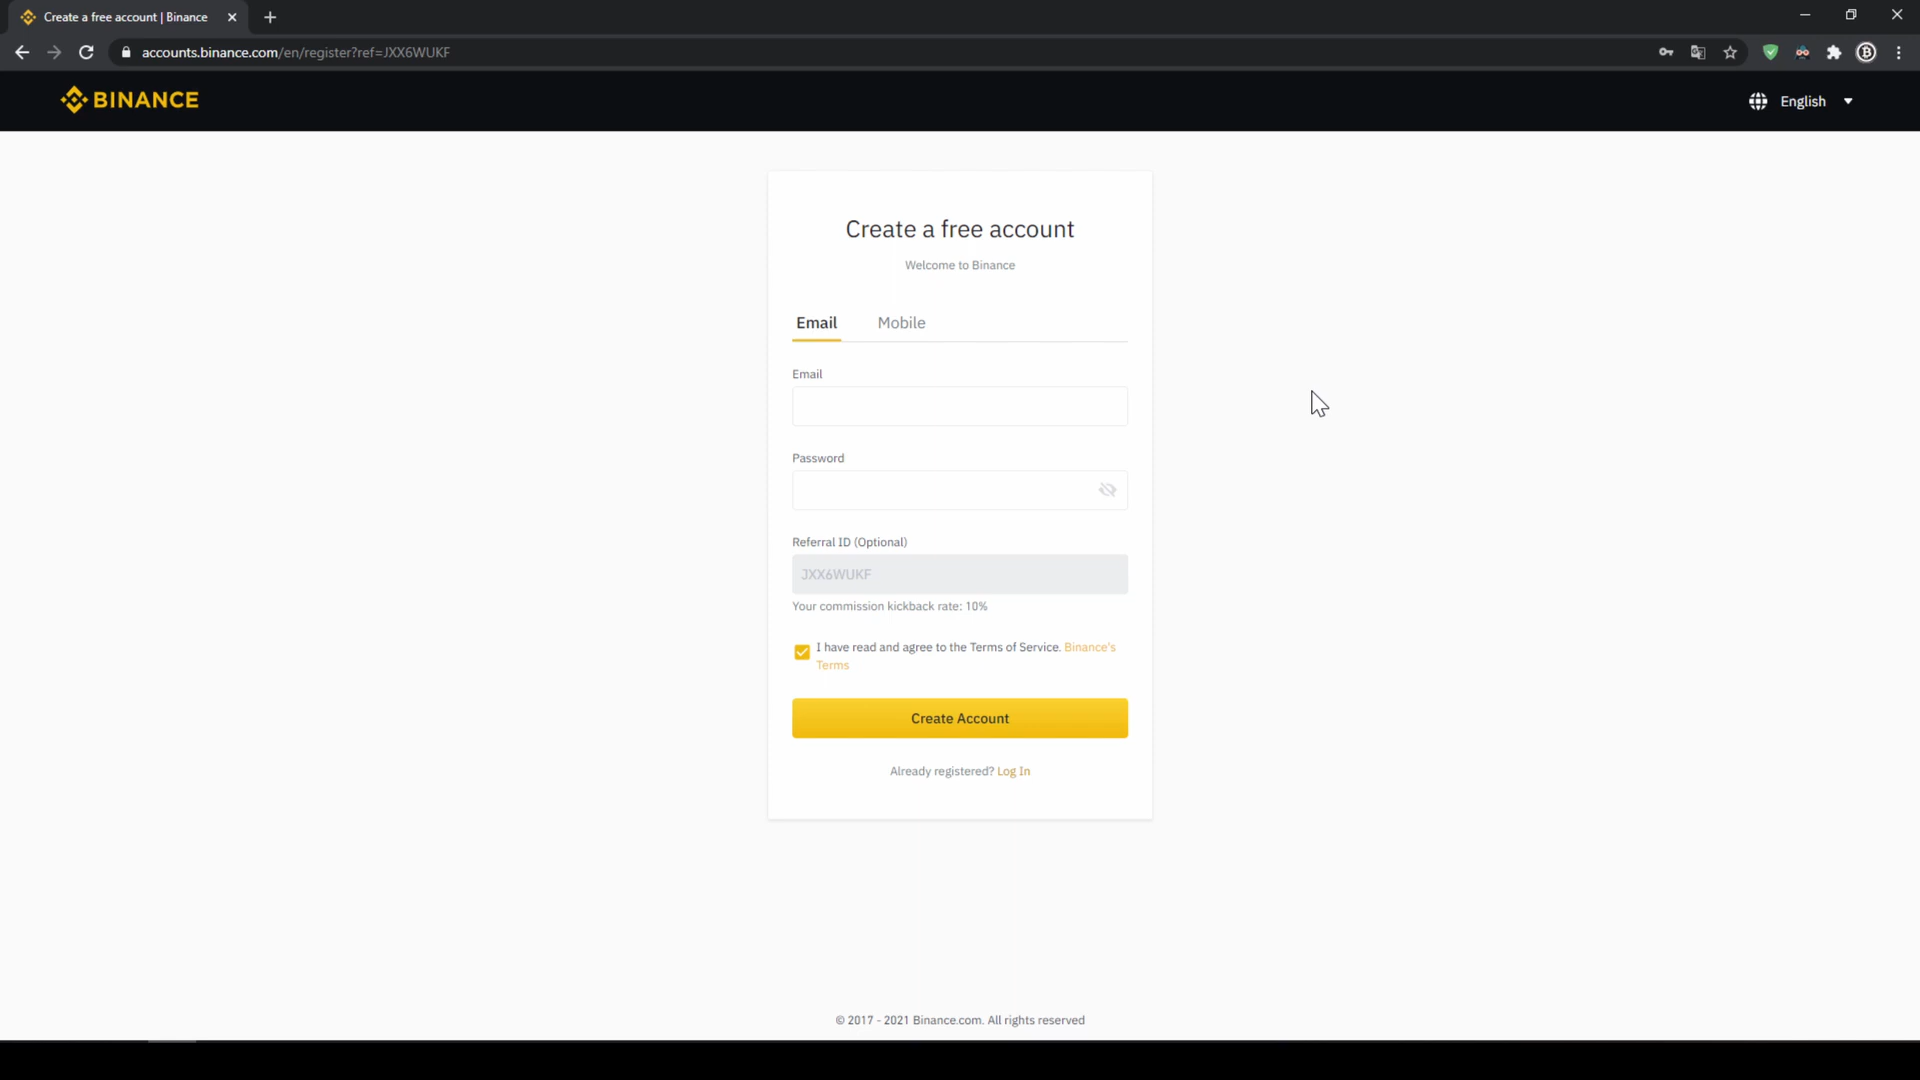 Create a free account | Binance
accounts.binance.com/en/register?ref=JXX6WUKF
BINANCE
English
Create a free account
Welcome to Binance
Email Mobile
Email
Password
Referral ID (Optional)
JXX6WUKF
Your commission kickback rate: 10%
I have read and agree to the Terms of Service. Binance's
Terms
Create Account
Already registered? Log In
© 2017 - 2021 Binance.com. All rights reserved